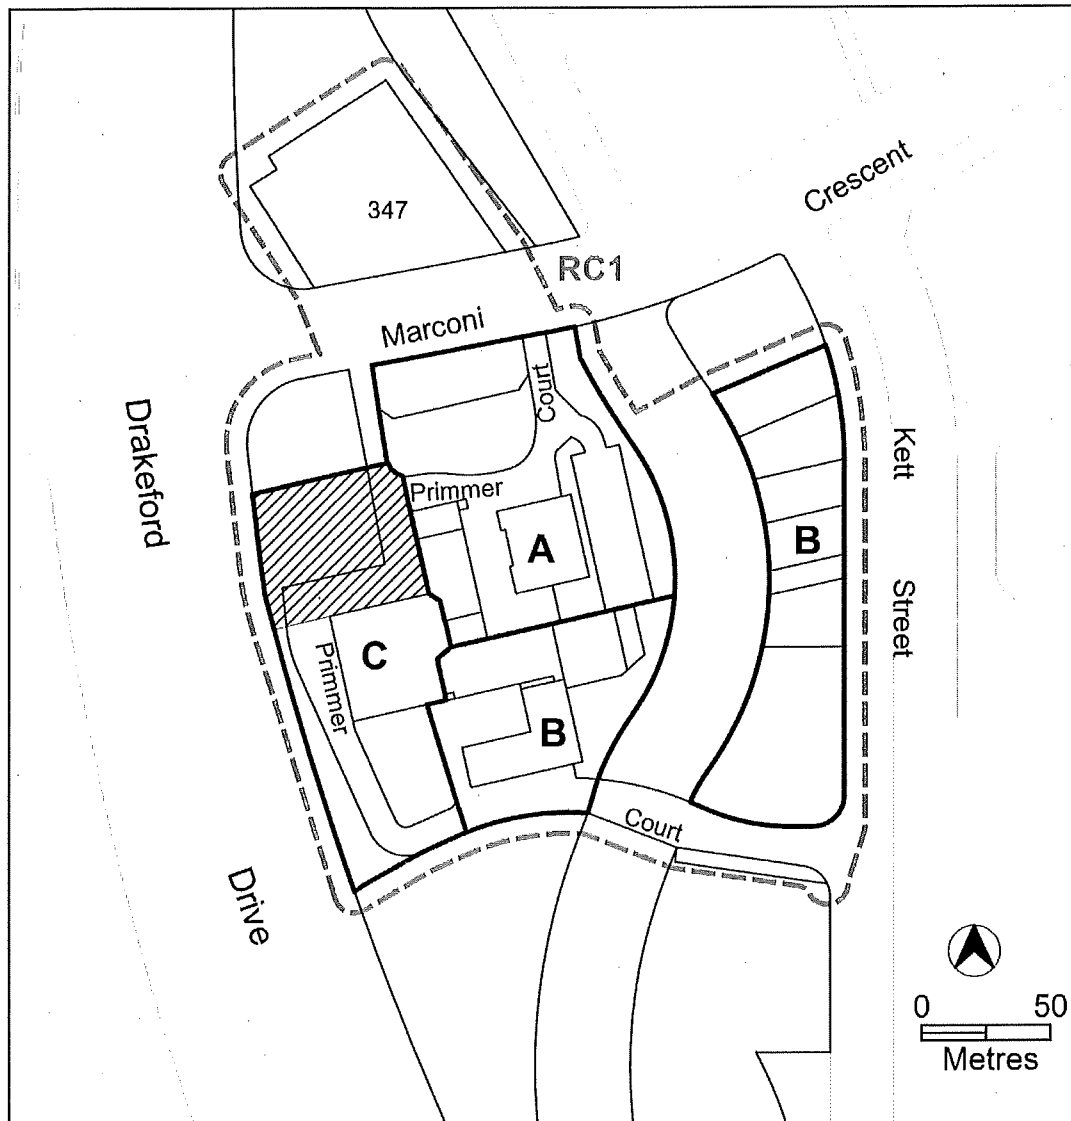 Crescent
347
RC1
Marconi
Court
Drakeford
Kett
Primmer
A
B
Street
C
Primmer
B
Court
Drive
0 50
Metres